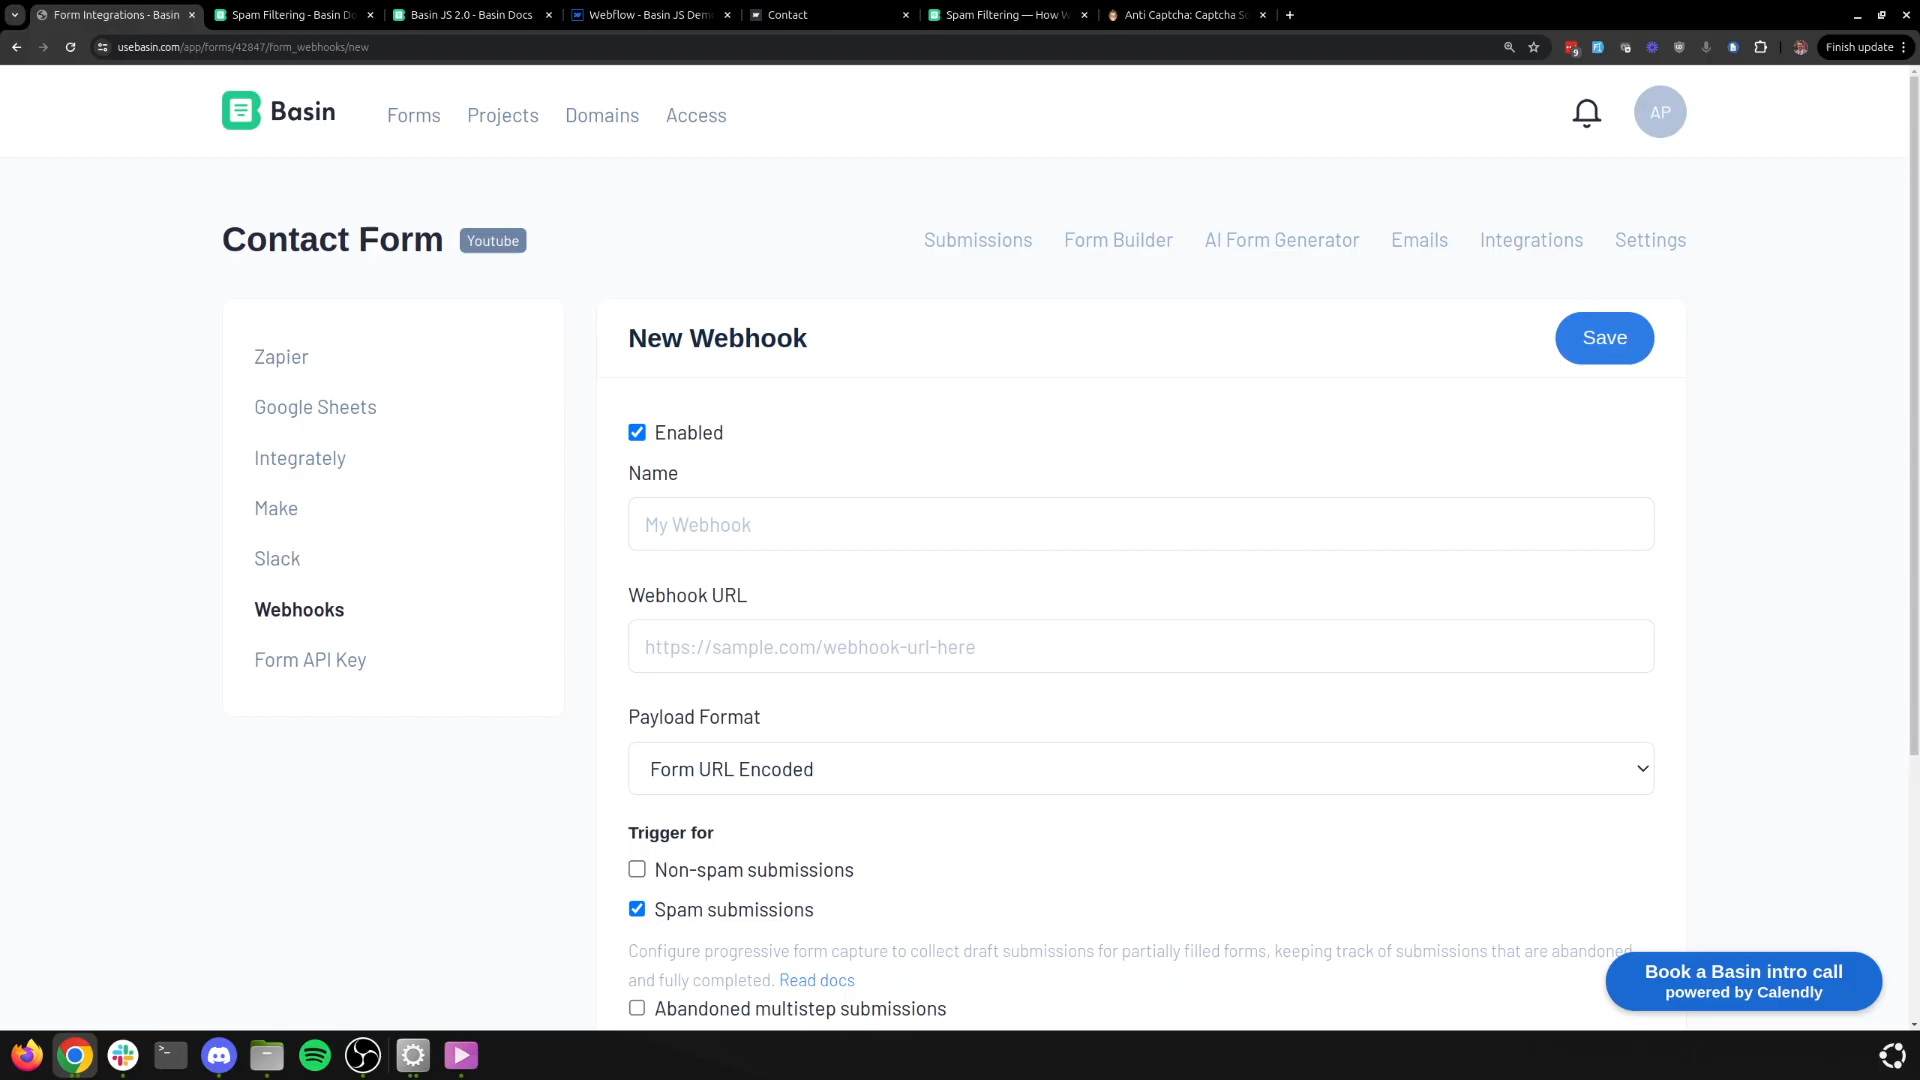 Form Integrations - Basin
Spam Filtering - Basin Do
Basin JS 2.0 - Basin Docs
Webflow - Basin JS Dem
Contact
Spam Filtering — How W
Anti Captcha: Captcha So
usebasin.com/app/forms/42847/form_webhooks/new
9
Finish update
Basin
Forms
Projects
Domains
Access
AP
Contact Form
Youtube
Submissions
Form Builder
AI Form Generator
Emails
Integrations
Settings
Zapier
Google Sheets
Integrately
Make
Slack
Webhooks
Form API Key
New Webhook
Save
Enabled
Name
My Webhook
Webhook URL
https://sample.com/webhook-url-here
Payload Format
Form URL Encoded
Trigger for
Non-spam submissions
Spam submissions
Configure progressive form capture to collect draft submissions for partially filled forms, keeping track of submissions that are abandoned
and fully completed. Read docs
Abandoned multistep submissions
Book a Basin intro call
powered by Calendly